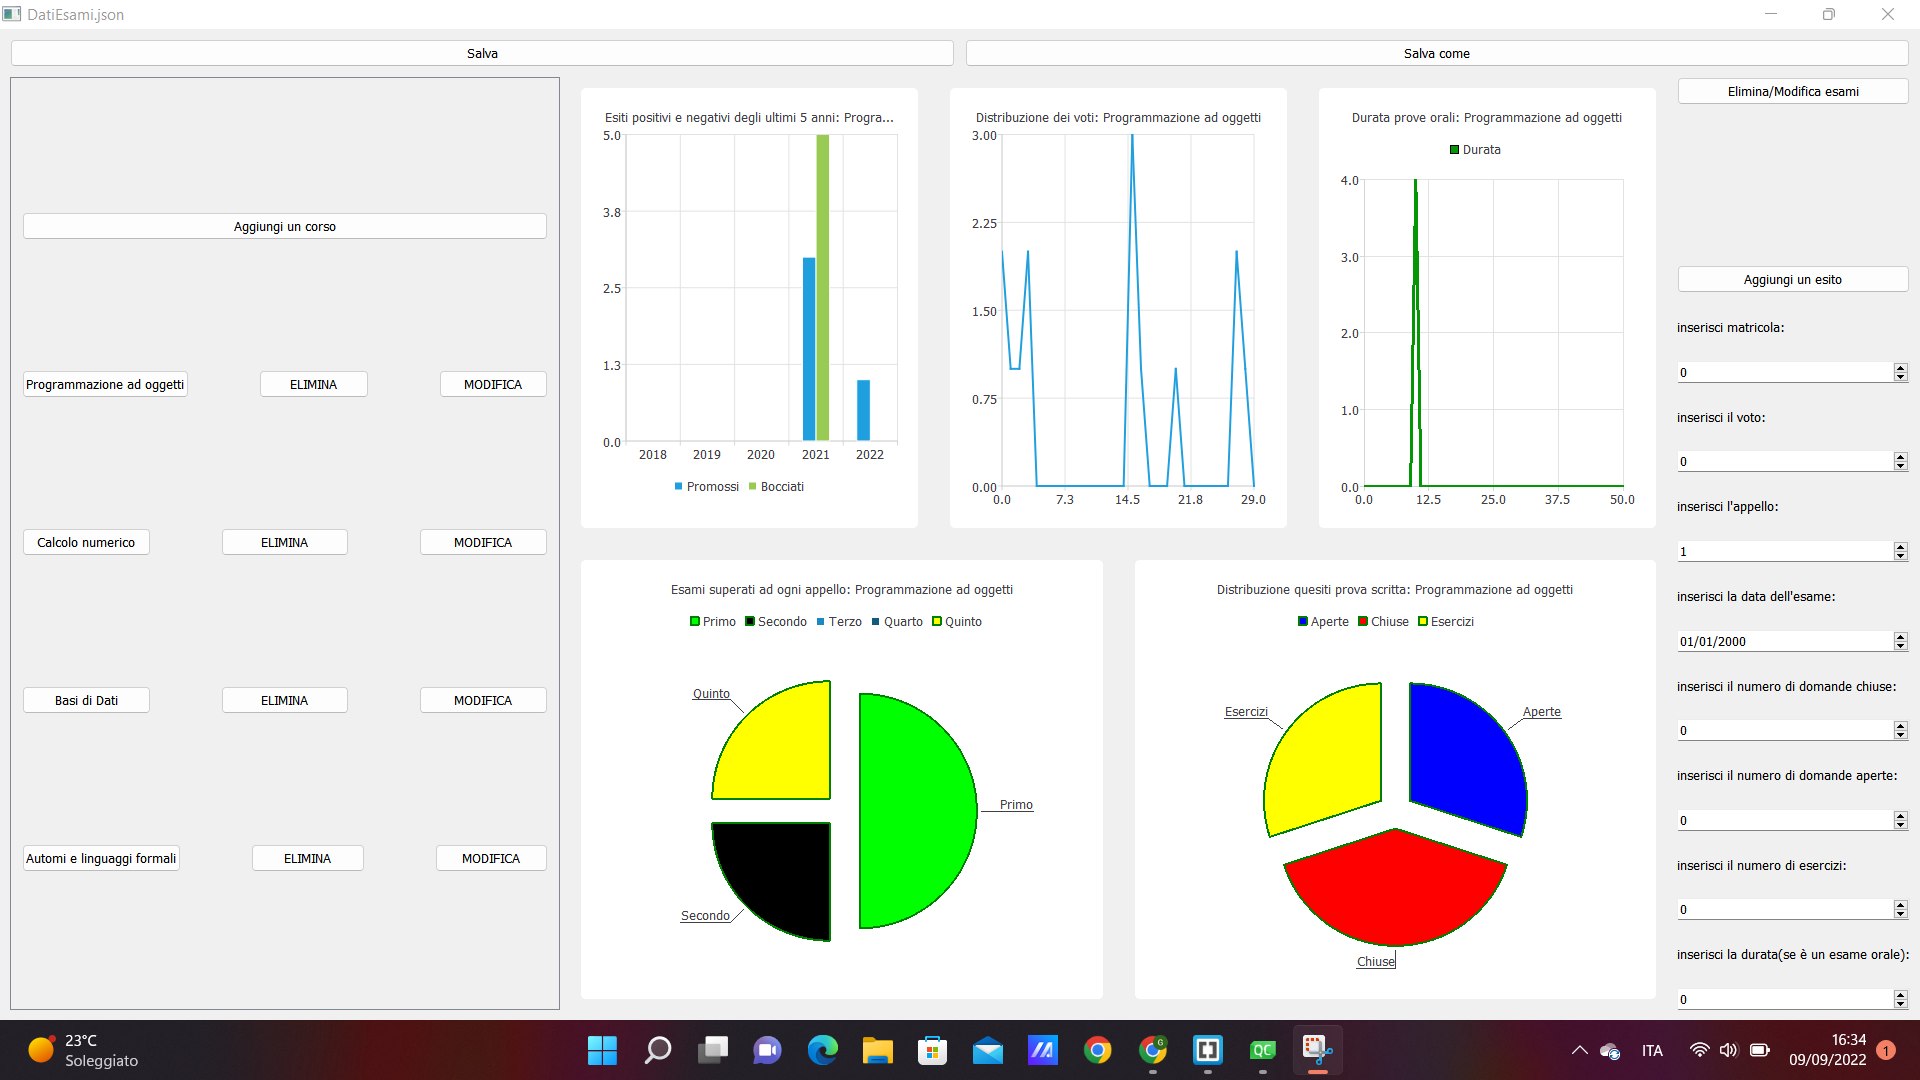 DatiEsami.json
Salva
Salva come
Aggiungi un corso
Programmazione ad oggetti
ELIMINA
MODIFICA
Calcolo numerico
ELIMINA
MODIFICA
Basi di Dati
ELIMINA
MODIFICA
Automi e linguaggi formali
ELIMINA
MODIFICA
Esiti positivi e negativi degli ultimi 5 anni: Progra...
5.0
3.8
2.5
1.3
0.0
2018 2019 2020 2021 2022
Promossi Bocciati
Distribuzione dei voti: Programmazione ad oggetti
3.00
2.25
1.50
0.75
0.00
0.0 7.3 14.5 21.8 29.0
Durata prove orali: Programmazione ad oggetti
Durata
4.0
3.0
2.0
1.0
0.0
0.0 12.5 25.0 37.5 50.0
Esami superati ad ogni appello: Programmazione ad oggetti
Primo Secondo Terzo Quarto Quinto
Quinto
Primo
Secondo
Distribuzione quesiti prova scritta: Programmazione ad oggetti
Aperte Chiuse Esercizi
Esercizi
Aperte
Chiuse
Elimina/Modifica esami
Aggiungi un esito
inserisci matricola:
0
inserisci il voto:
0
inserisci l'appello:
1
inserisci la data dell'esame:
01/01/2000
inserisci il numero di domande chiuse:
0
inserisci il numero di domande aperte:
0
inserisci il numero di esercizi:
0
inserisci la durata(se è un esame orale):
0
23°C
Soleggiato
G
QC
ITA
16:34
09/09/2022
1